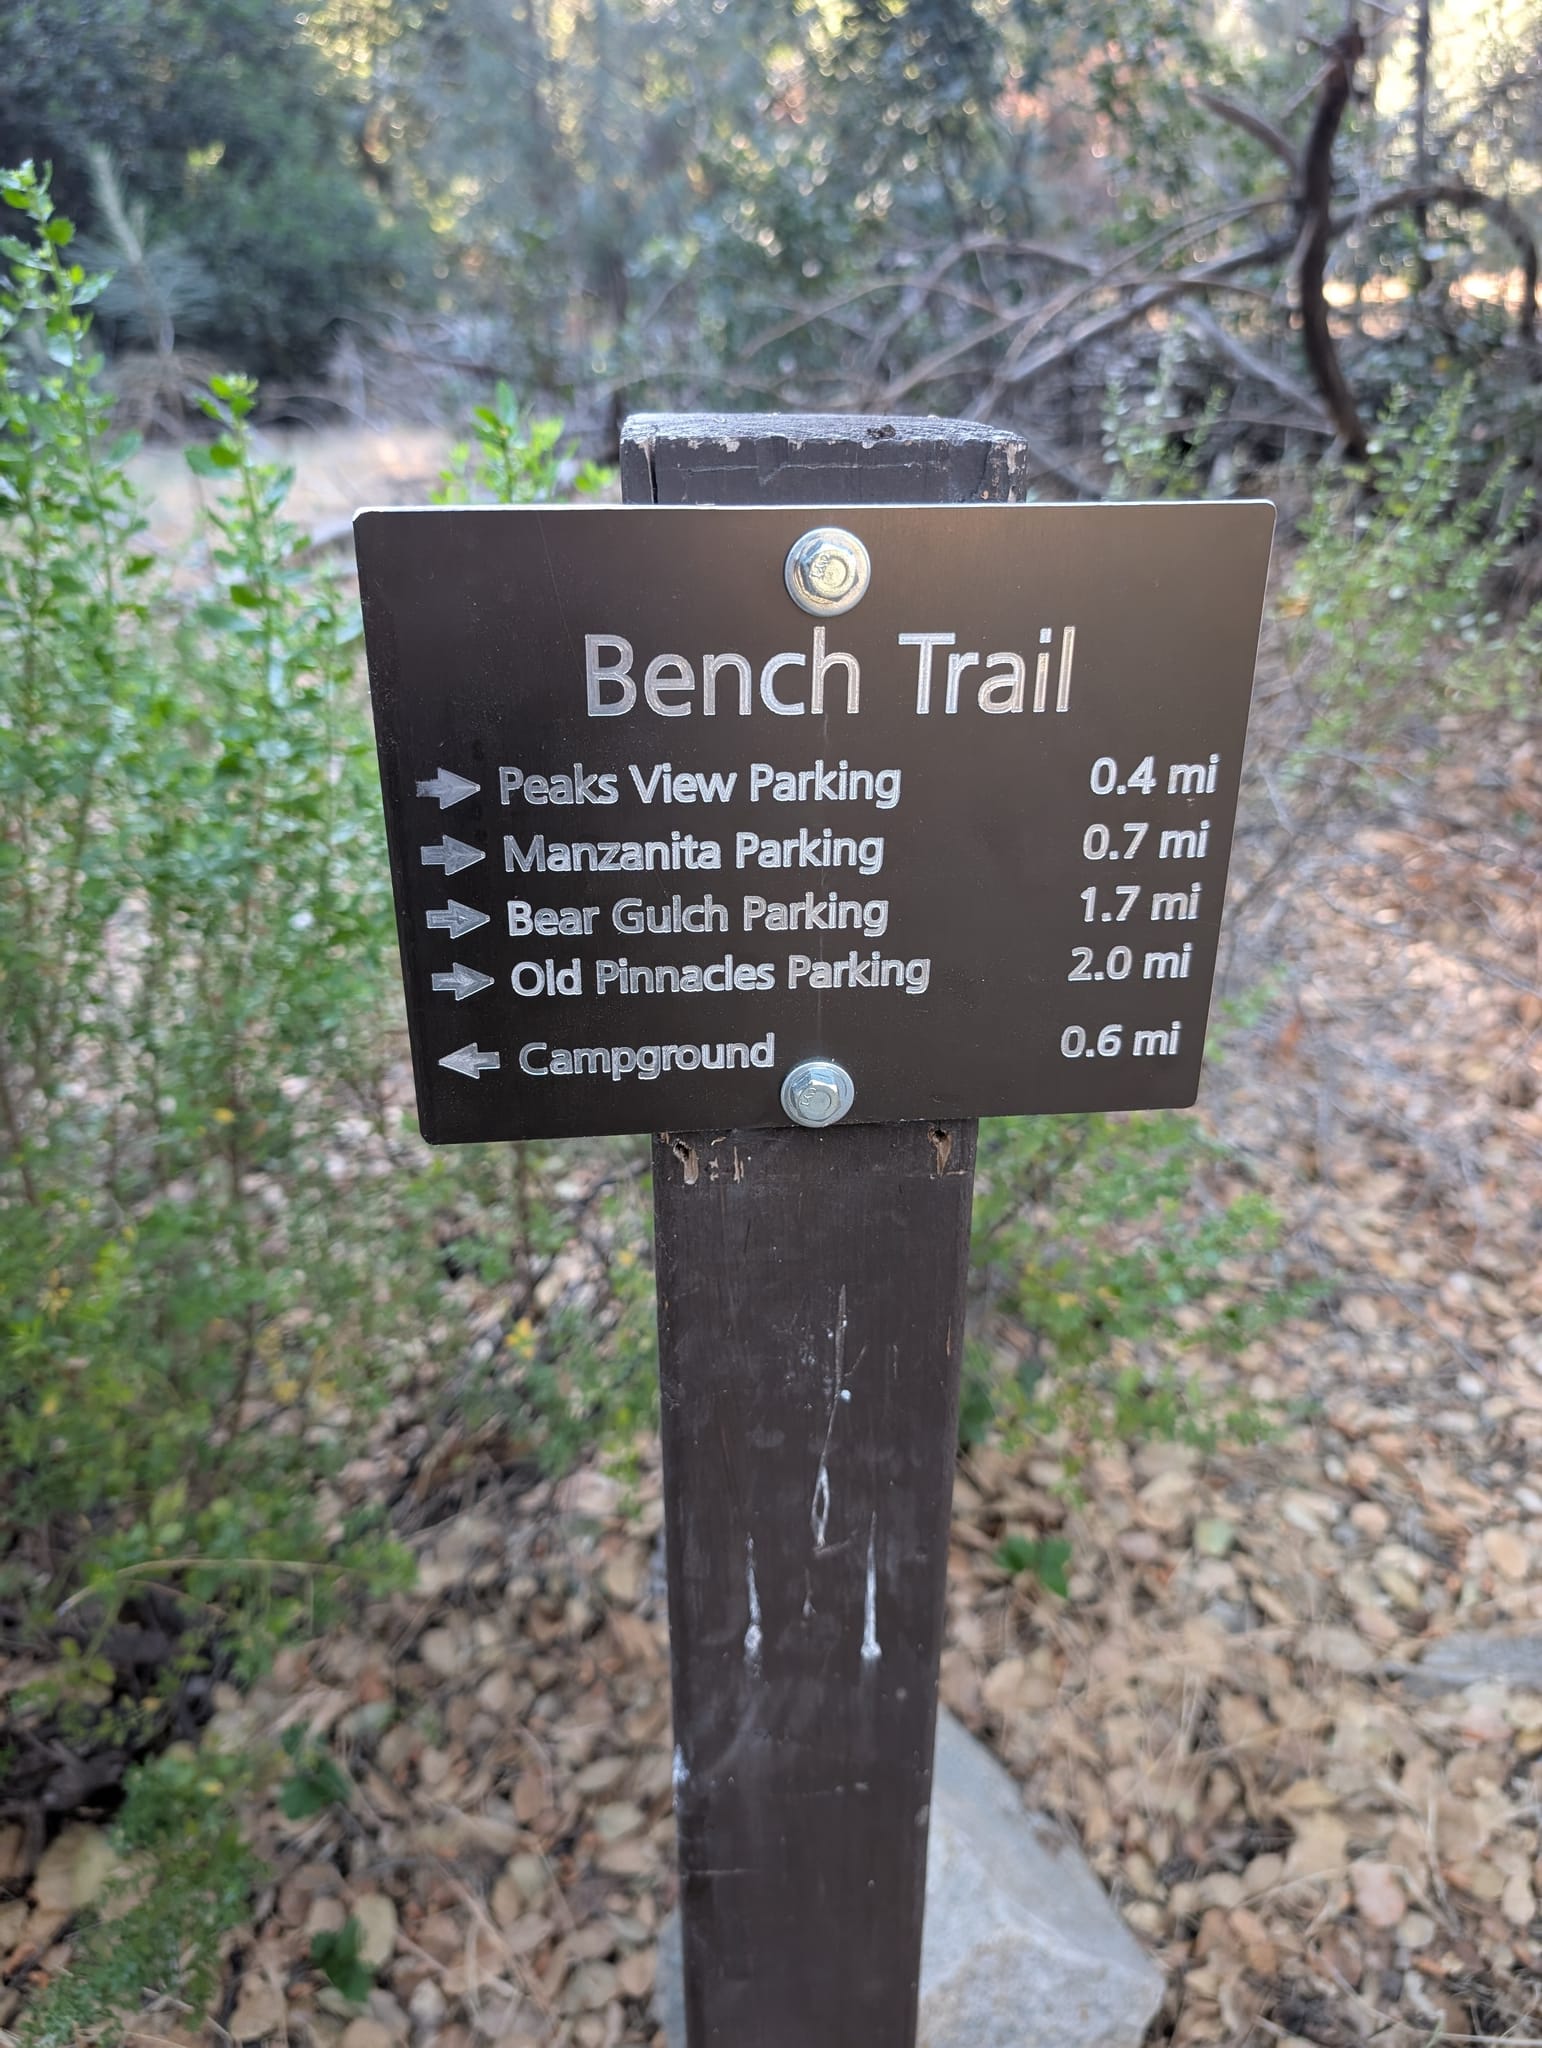 Bench Trail
→ Peaks View Parking 0.4 mi
→ Manzanita Parking 0.7 mi
→ Bear Gulch Parking 1.7 mi
→ Old Pinnacles Parking 2.0 mi
← Campground 0.6 mi